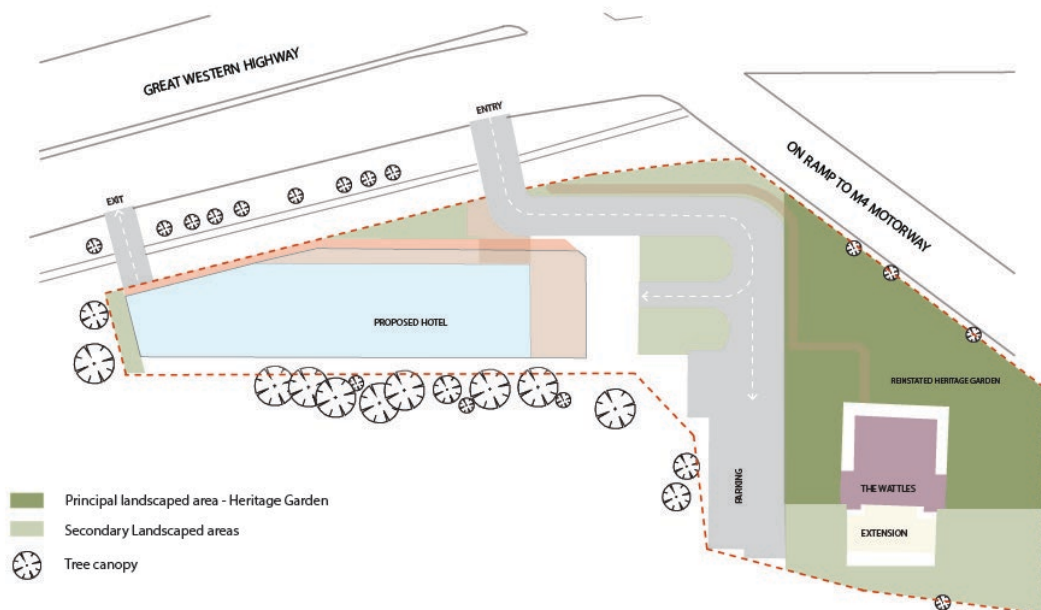 GREAT WESTERN HIGHWAY
ENTRY
ON RAMP TO M4 MOTORWAY
EXIT
PROPOSED HOTEL
REINSTATED HERITAGE GARDEN
THE WATTLES
PARKING
EXTENSION
Principal landscaped area - Heritage Garden
Secondary Landscaped areas
Tree canopy